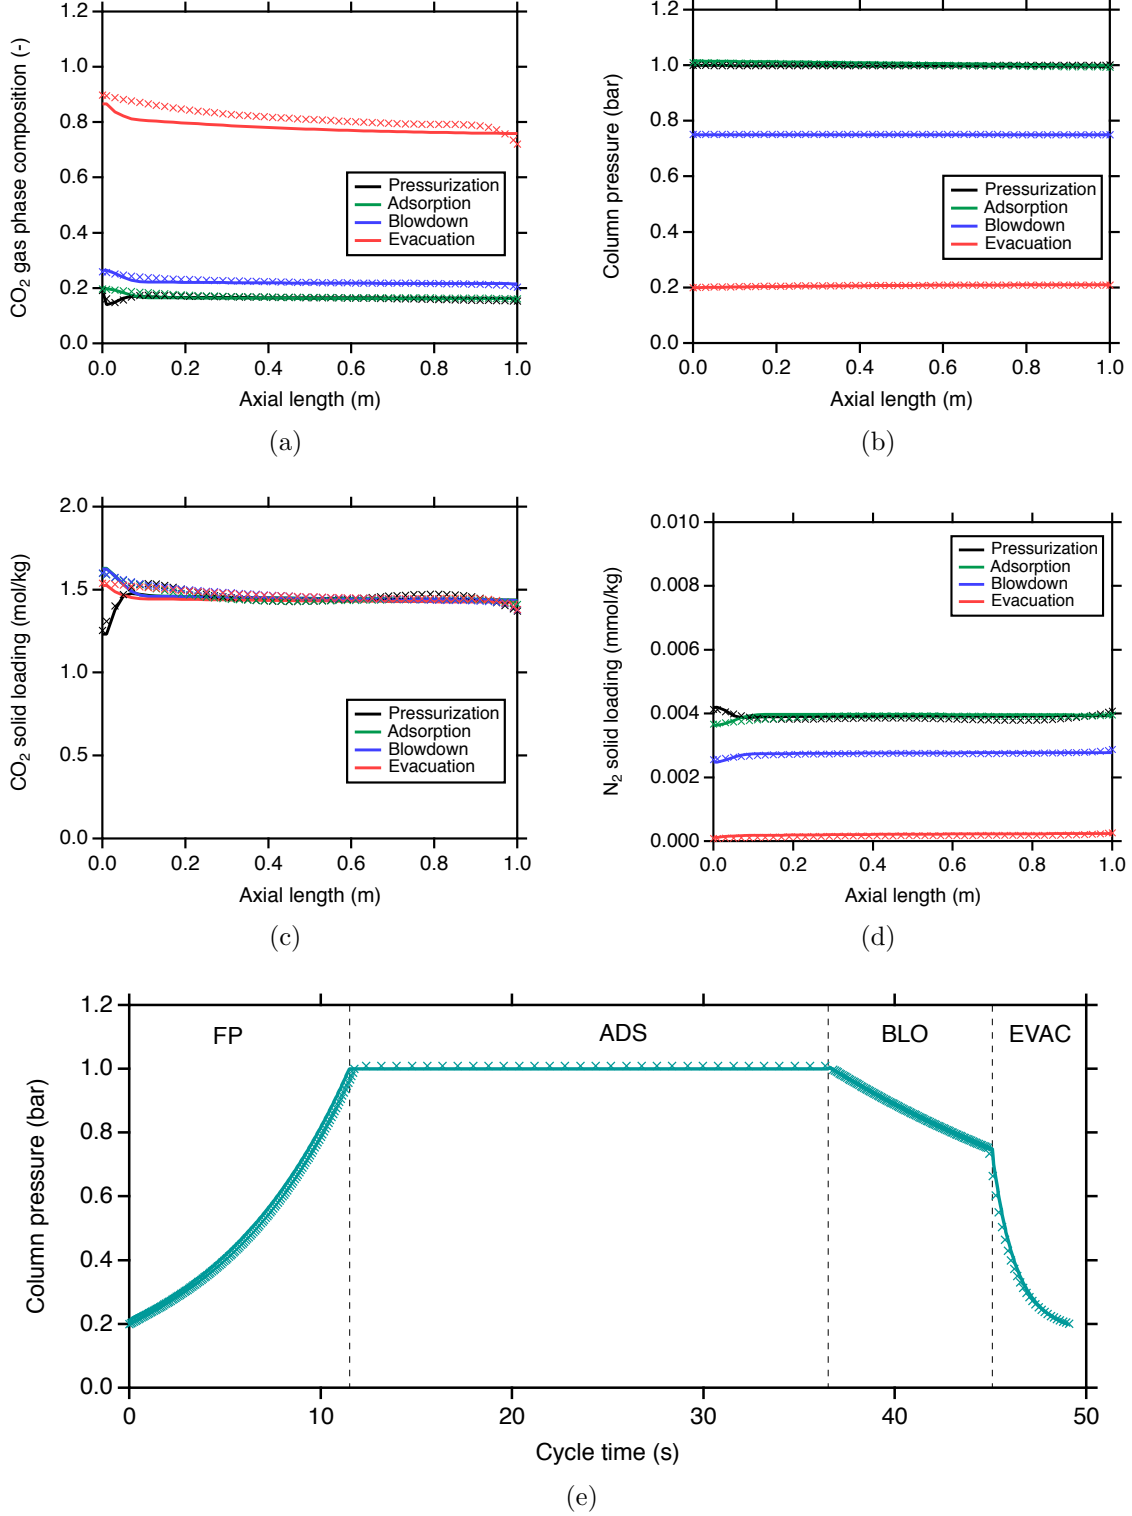 1.2
1.0
0.8
0.6
0.4
0.2
0.0
CO2 gas phase composition (-)
Pressurization
Adsorption
Blowdown
Evacuation
0.0 0.2 0.4 0.6 0.8 1.0
Axial length (m)
(a)
1.2
1.0
0.8
0.6
0.4
0.2
0.0
Column pressure (bar)
Pressurization
Adsorption
Blowdown
Evacuation
0.0 0.2 0.4 0.6 0.8 1.0
Axial length (m)
(b)
2.0
1.5
1.0
0.5
0.0
CO2 solid loading (mol/kg)
Pressurization
Adsorption
Blowdown
Evacuation
0.0 0.2 0.4 0.6 0.8 1.0
Axial length (m)
(c)
0.010
0.008
0.006
0.004
0.002
0.000
N2 solid loading (mmol/kg)
Pressurization
Adsorption
Blowdown
Evacuation
0.0 0.2 0.4 0.6 0.8 1.0
Axial length (m)
(d)
1.2
1.0
0.8
0.6
0.4
0.2
0.0
Column pressure (bar)
FP ADS BLO EVAC
0 10 20 30 40 50
Cycle time (s)
(e)